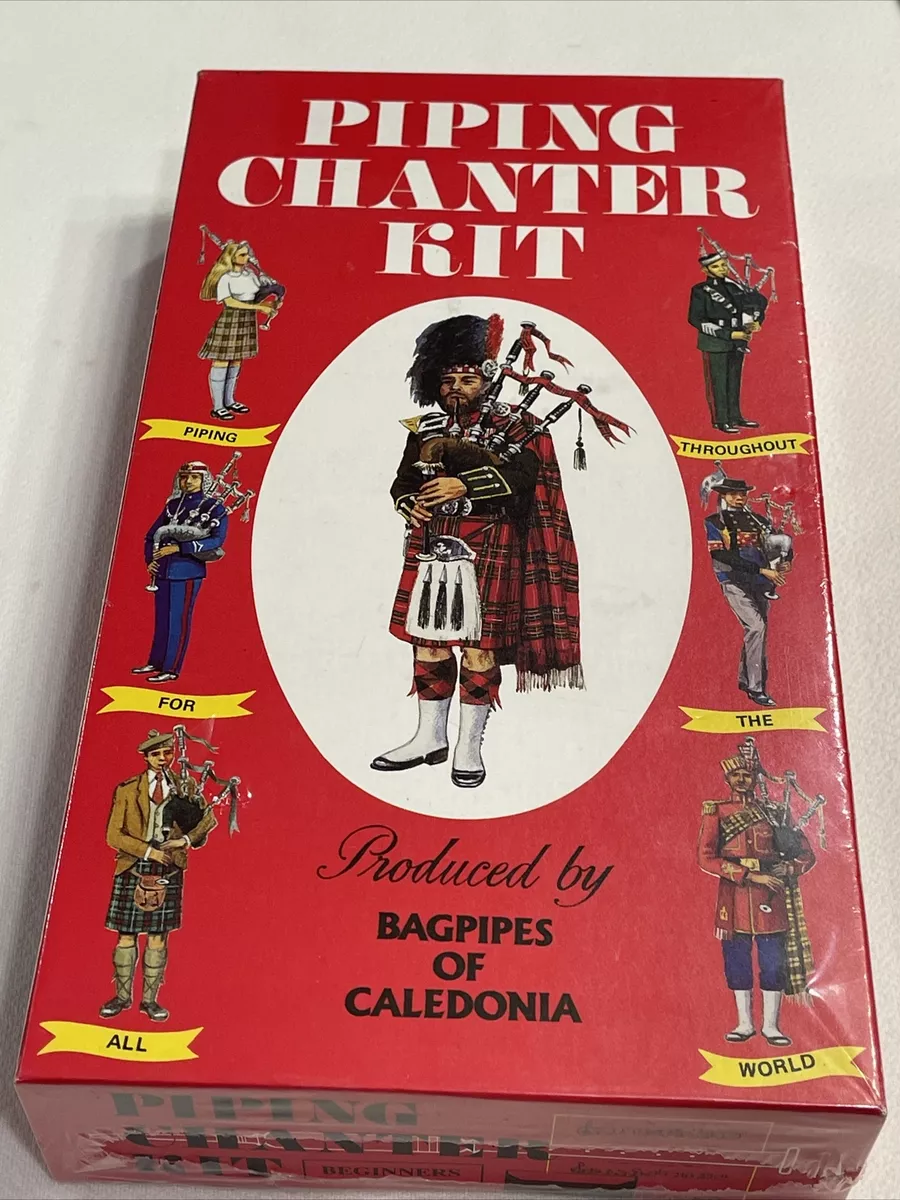 PIPING
CHANTER
KIT
PIPING
THROUGHOUT
FOR
THE
ALL
WORLD
Produced by
BAGPIPES
OF
CALEDONIA
PIPING
CHANTER
KIT
BEGINNERS